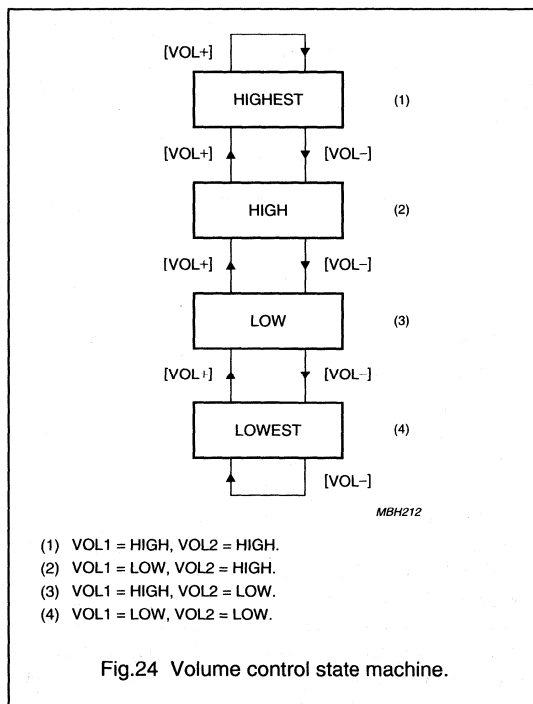 [VOL+]
HIGHEST (1)
[VOL+] [VOL−]
HIGH (2)
[VOL+] [VOL−]
LOW (3)
[VOL+] [VOL−]
LOWEST (4)
[VOL−]
MBH212
(1) VOL1 = HIGH, VOL2 = HIGH.
(2) VOL1 = LOW, VOL2 = HIGH.
(3) VOL1 = HIGH, VOL2 = LOW.
(4) VOL1 = LOW, VOL2 = LOW.
Fig.24 Volume control state machine.